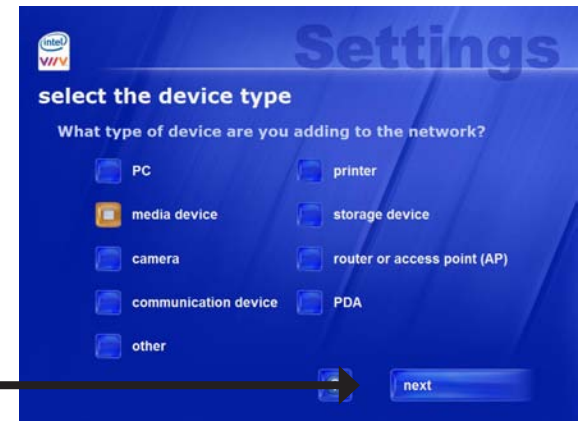 intel
VIIV
Settings
select the device type
What type of device are you adding to the network?
PC
printer
media device
storage device
camera
router or access point (AP)
communication device
PDA
other
next